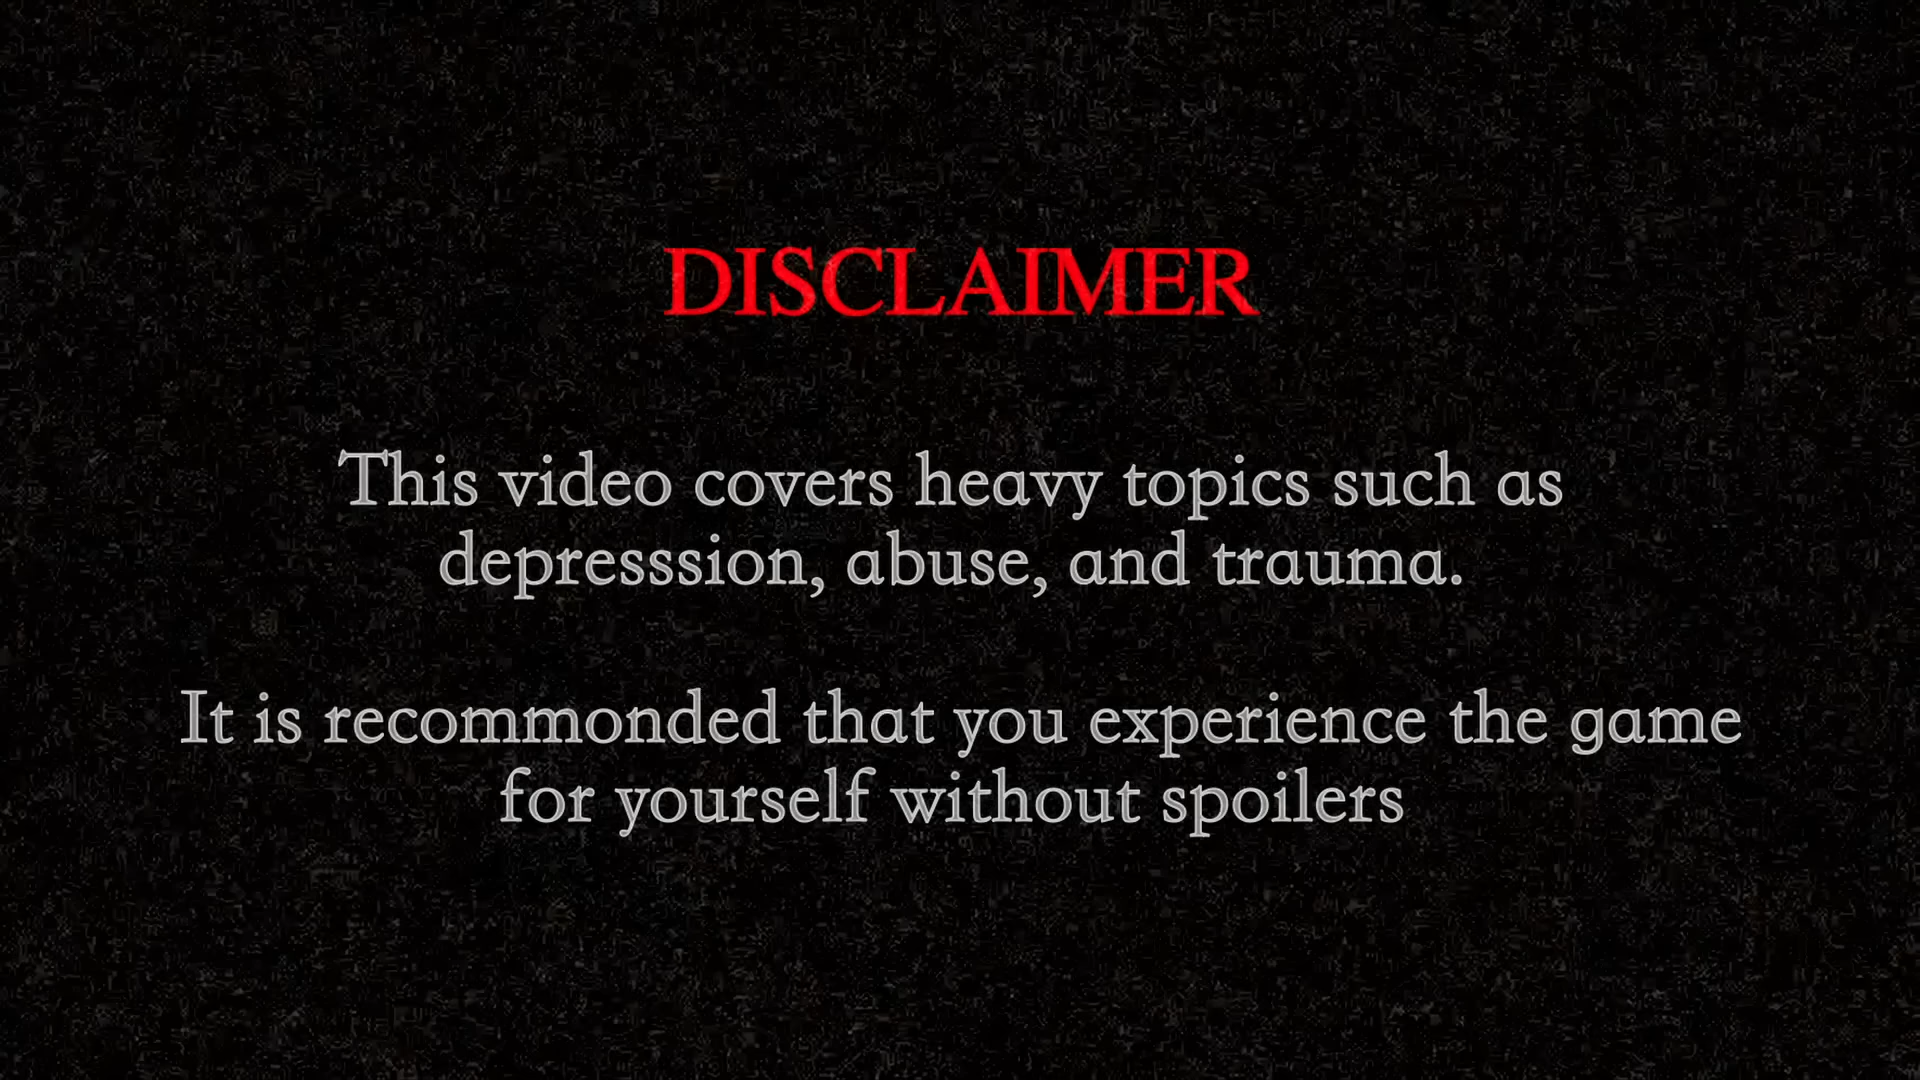 DISCLAIMER
This video covers heavy topics such as
depresssion, abuse, and trauma.
It is recommonded that you experience the game
for yourself without spoilers